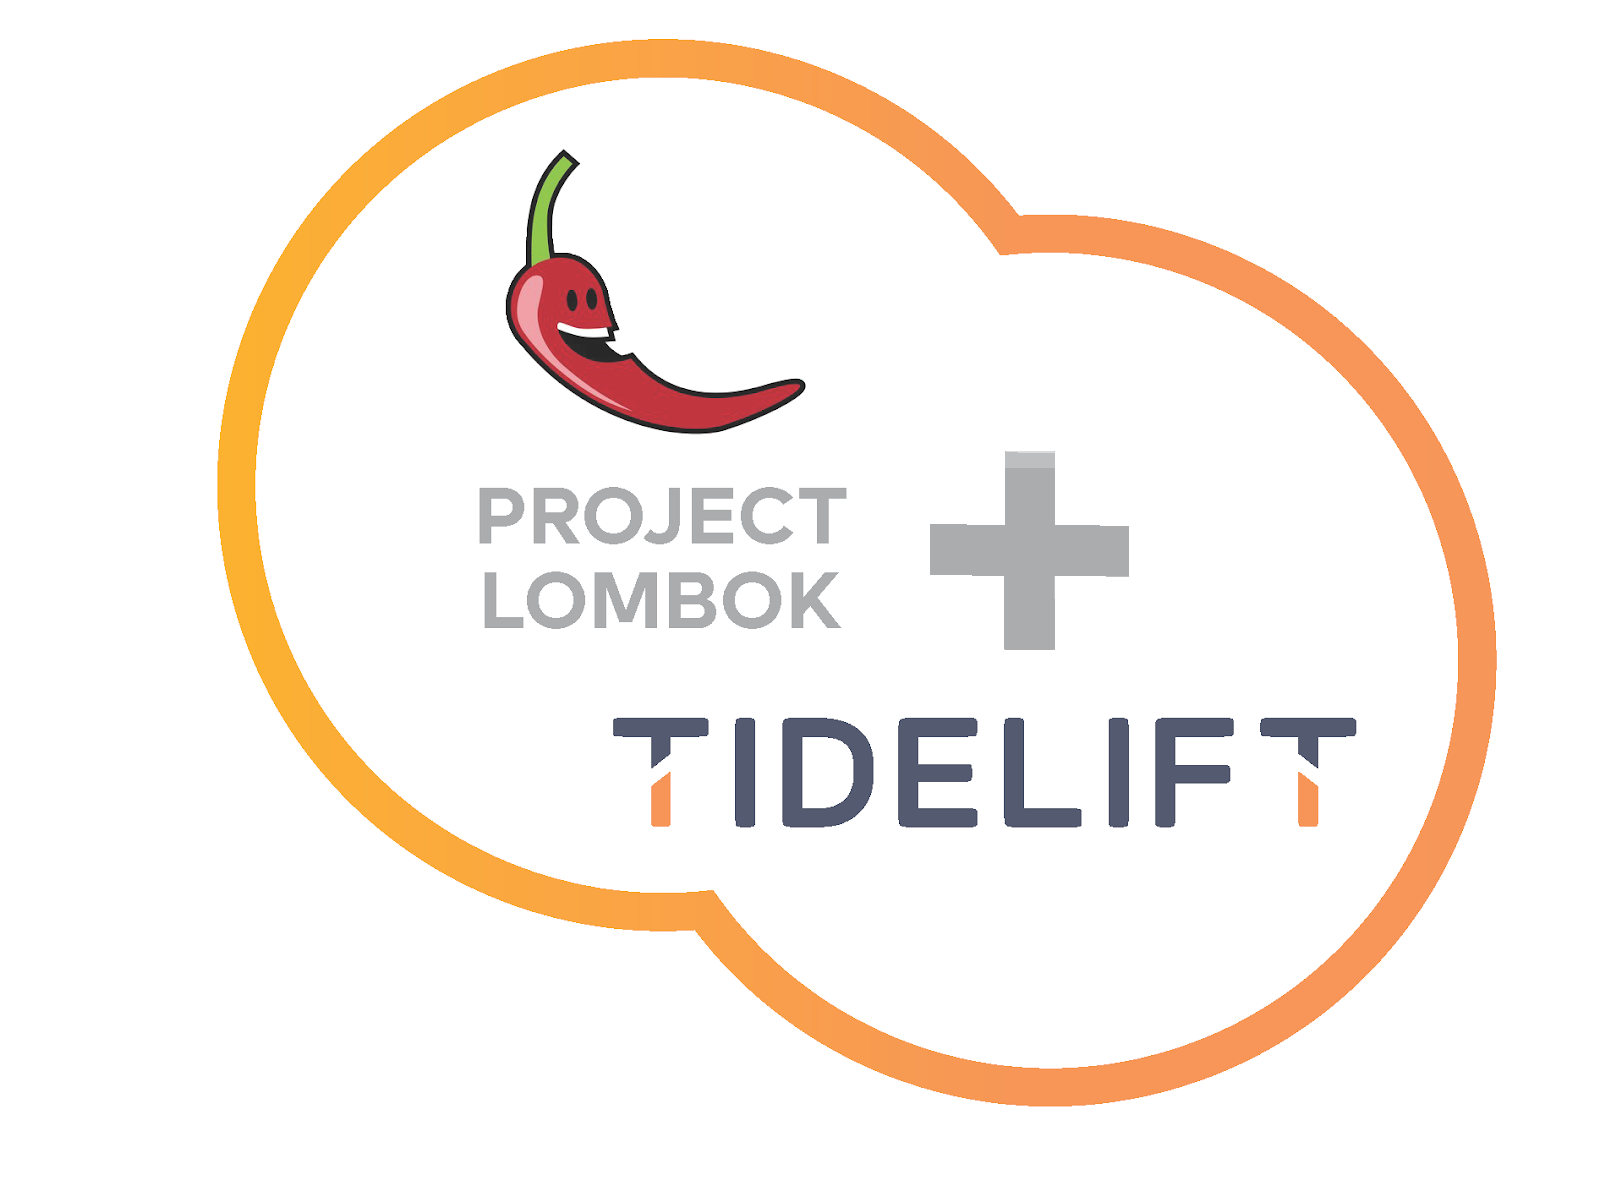 PROJECT
LOMBOK
+
TIDELIFT